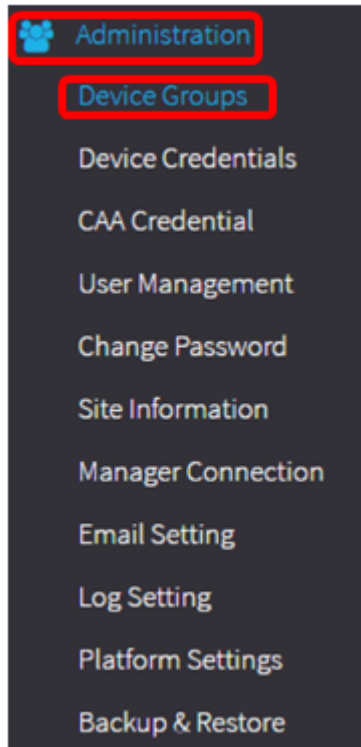 Administration
Device Groups
Device Credentials
CAA Credential
User Management
Change Password
Site Information
Manager Connection
Email Setting
Log Setting
Platform Settings
Backup & Restore